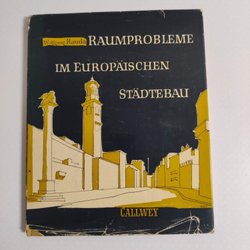 Wolfgang Rauda RAUMPROBLEME
IM EUROPÄISCHEN
STÄDTEBAU
CALLWEY